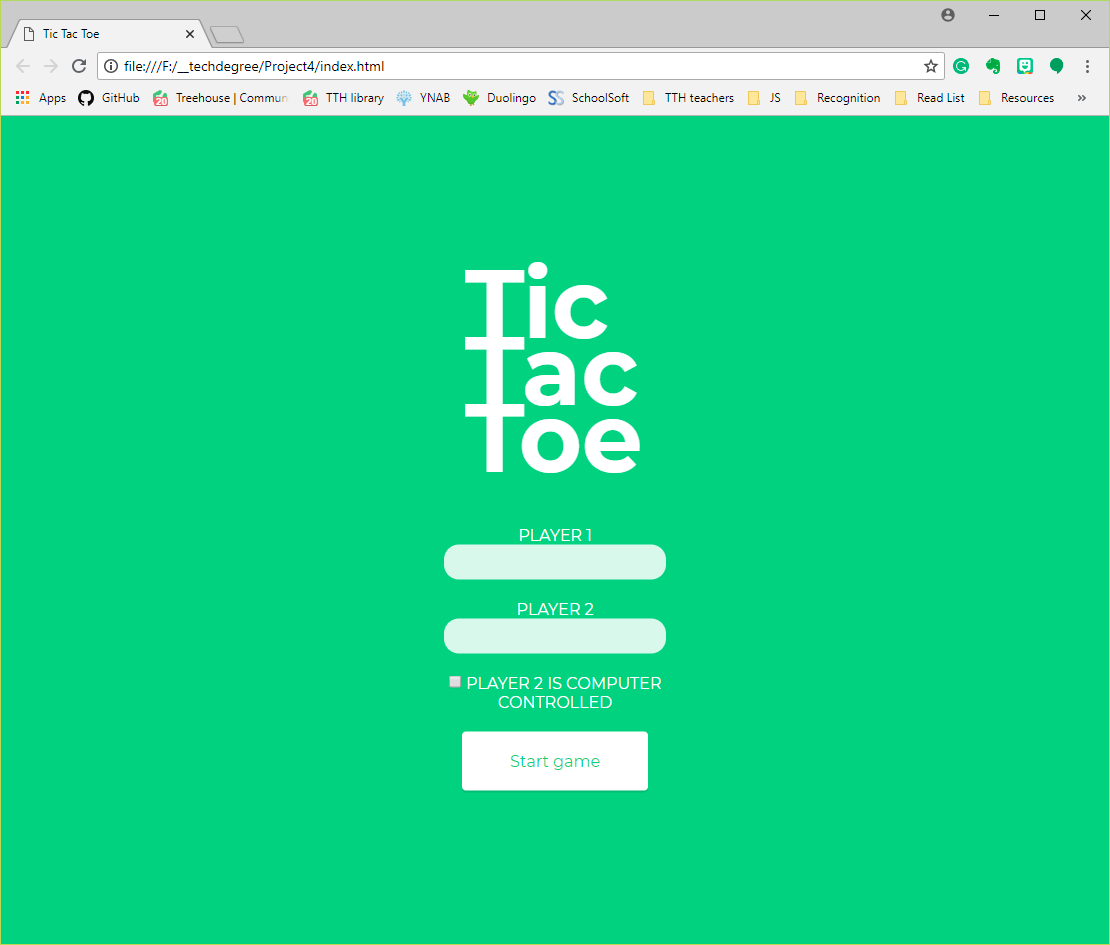 Tic Tac Toe
file:///F:/__techdegree/Project4/index.html
Apps GitHub Treehouse | Commun TTH library YNAB Duolingo SchoolSoft TTH teachers JS Recognition Read List Resources »
Tic
Tac
Toe
PLAYER 1
PLAYER 2
PLAYER 2 IS COMPUTER
CONTROLLED
Start game